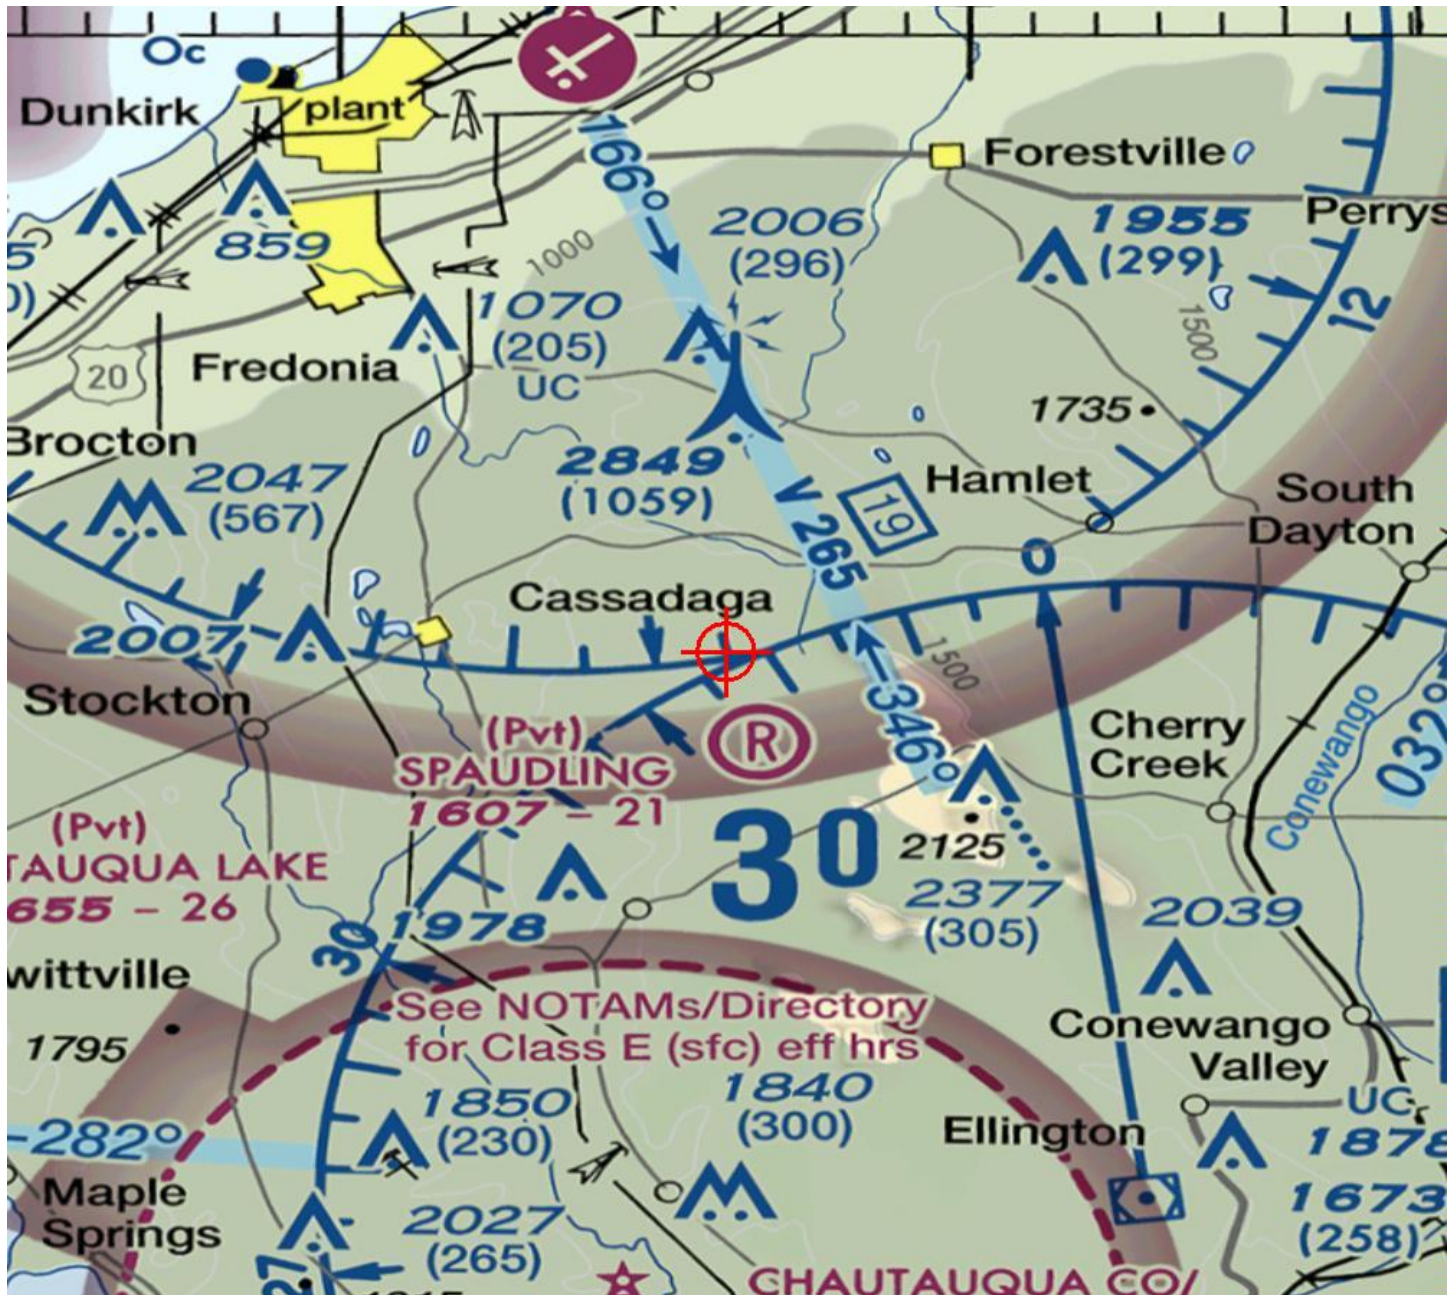 Oc
Dunkirk
plant
166°
Forestville
859
2006
(296)
1955
(299)
Perrys
1000
1070
(205)
UC
20
Fredonia
12
1500
1735
Brocton
2047
(567)
2849
(1059)
Hamlet
19
V 265
South
Dayton
0
Cassadaga
2007
1500
Stockton
346°
(Pvt)
SPAUDLING
1607 - 21
R
Cherry
Creek
Conewango
032°
(Pvt)
TAUQUA LAKE
655 - 26
30
2125
2377
(305)
2039
1978
30
wittville
1795
See NOTAMs/Directory
for Class E (sfc) eff hrs
Conewango
Valley
1850
(230)
1840
(300)
UC
Ellington
1878
282°
Maple
Springs
2027
(265)
1673
(258)
27
CHAUTAUQUA CO/